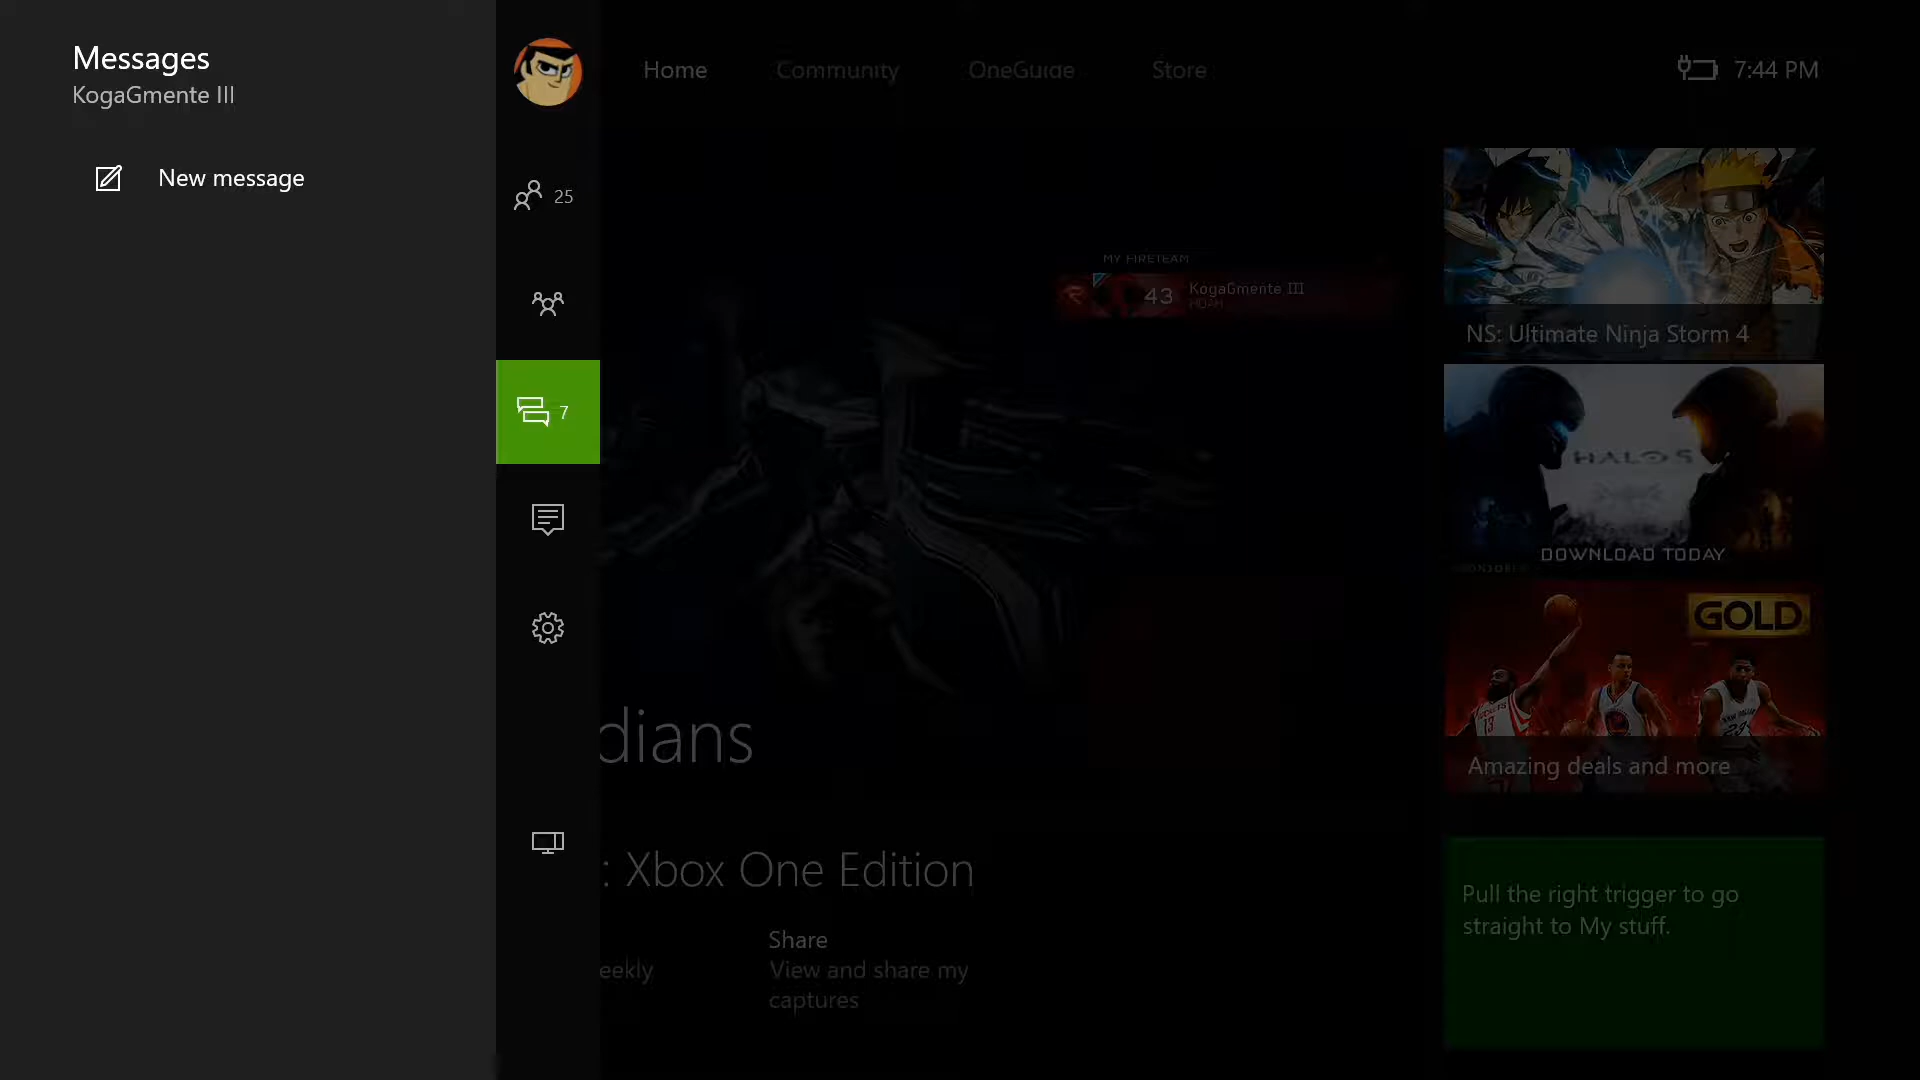 Messages
KogaGmente III
New message
25
7
Home
Community
OneGuide
Store
7:44 PM
MY FIRETEAM
43
KogaGmente III
NS: Ultimate Ninja Storm 4
HALO 5
DOWNLOAD TODAY
GOLD
ROCKETS
13
Amazing deals and more
dians
: Xbox One Edition
eekly
Share
View and share my
captures
Pull the right trigger to go
straight to My stuff.